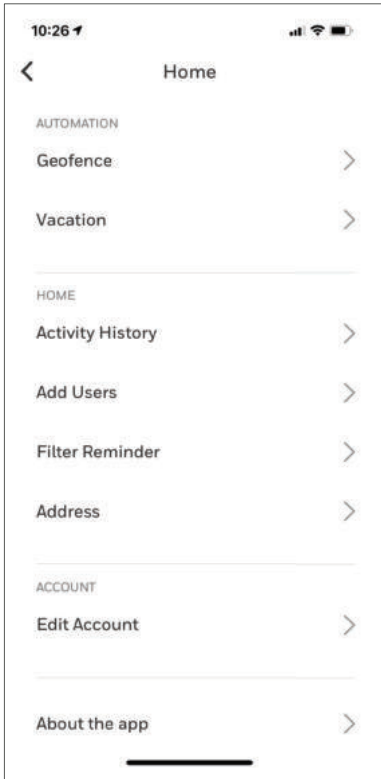 10:26
Home
AUTOMATION
Geofence
Vacation
HOME
Activity History
Add Users
Filter Reminder
Address
ACCOUNT
Edit Account
About the app